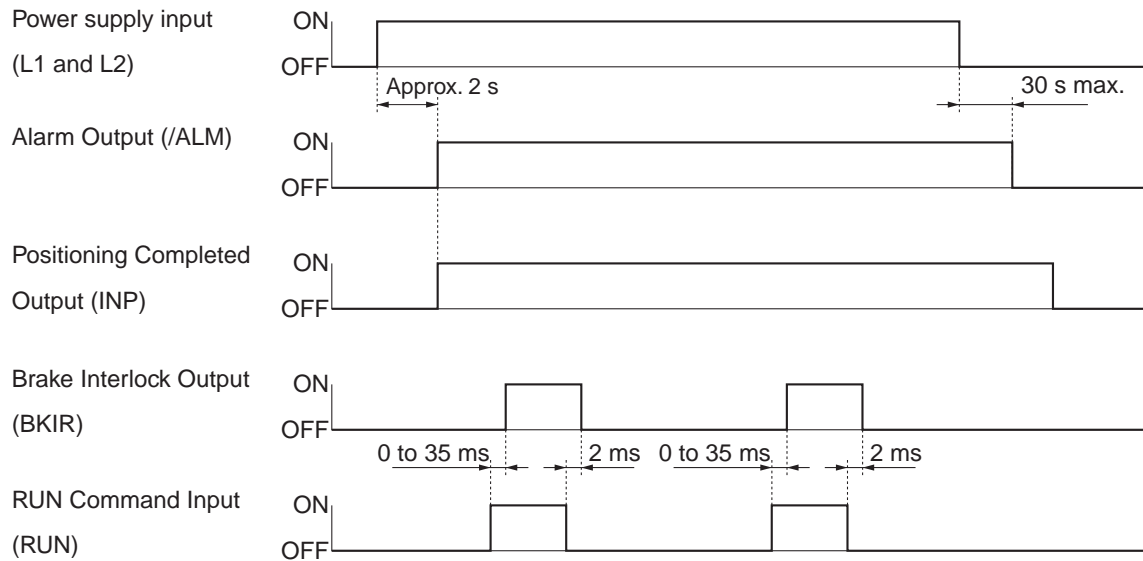 Power supply input
(L1 and L2)
ON
OFF
Approx. 2 s
30 s max.
Alarm Output (/ALM)
ON
OFF
Positioning Completed
Output (INP)
ON
OFF
Brake Interlock Output
(BKIR)
ON
OFF
0 to 35 ms
2 ms
0 to 35 ms
2 ms
RUN Command Input
(RUN)
ON
OFF